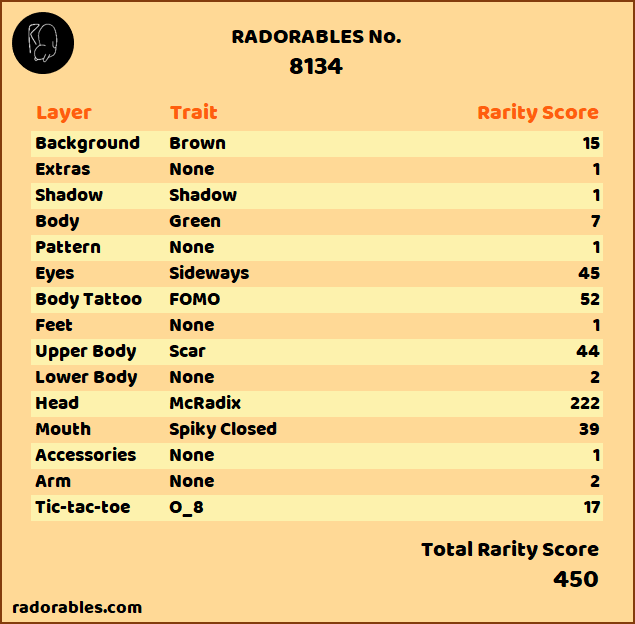 RADORABLES No.
8134
Layer Trait Rarity Score
Background Brown 15
Extras None 1
Shadow Shadow 1
Body Green 7
Pattern None 1
Eyes Sideways 45
Body Tattoo FOMO 52
Feet None 1
Upper Body Scar 44
Lower Body None 2
Head McRadix 222
Mouth Spiky Closed 39
Accessories None 1
Arm None 2
Tic-tac-toe O_8 17
Total Rarity Score
450
radorables.com